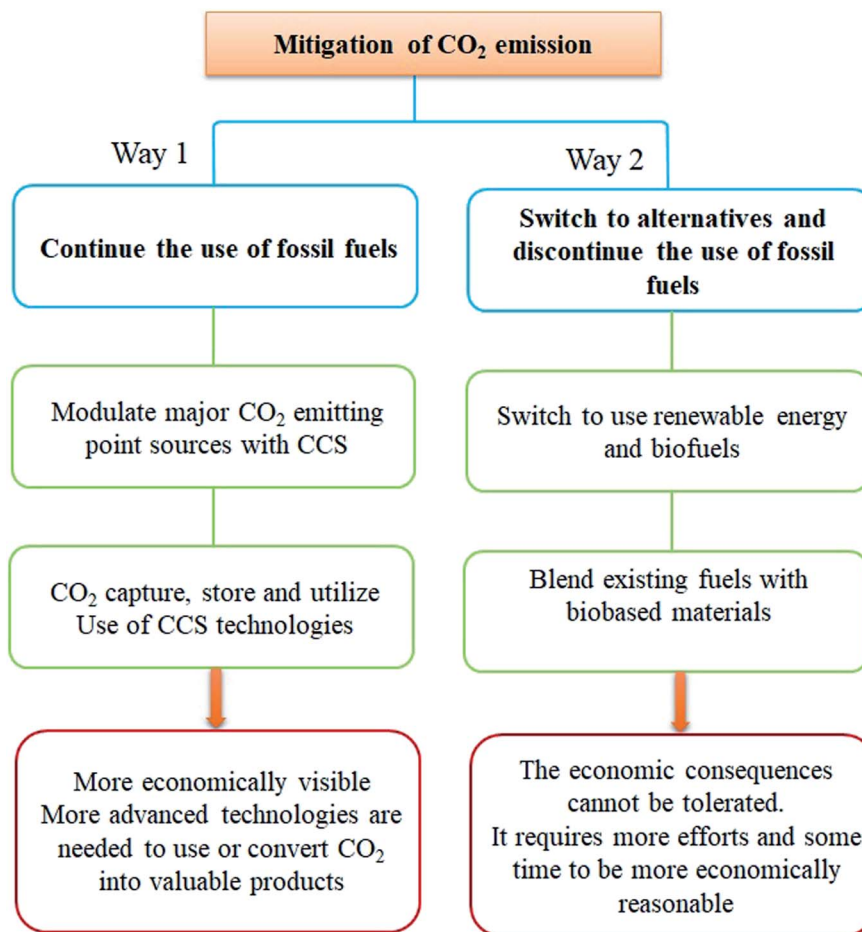 Mitigation of CO₂ emission
Way 1
Continue the use of fossil fuels
Modulate major CO₂ emitting
point sources with CCS
CO₂ capture, store and utilize
Use of CCS technologies
More economically visible
More advanced technologies are
needed to use or convert CO₂
into valuable products
Way 2
Switch to alternatives and
discontinue the use of fossil
fuels
Switch to use renewable energy
and biofuels
Blend existing fuels with
biobased materials
The economic consequences
cannot be tolerated.
It requires more efforts and some
time to be more economically
reasonable